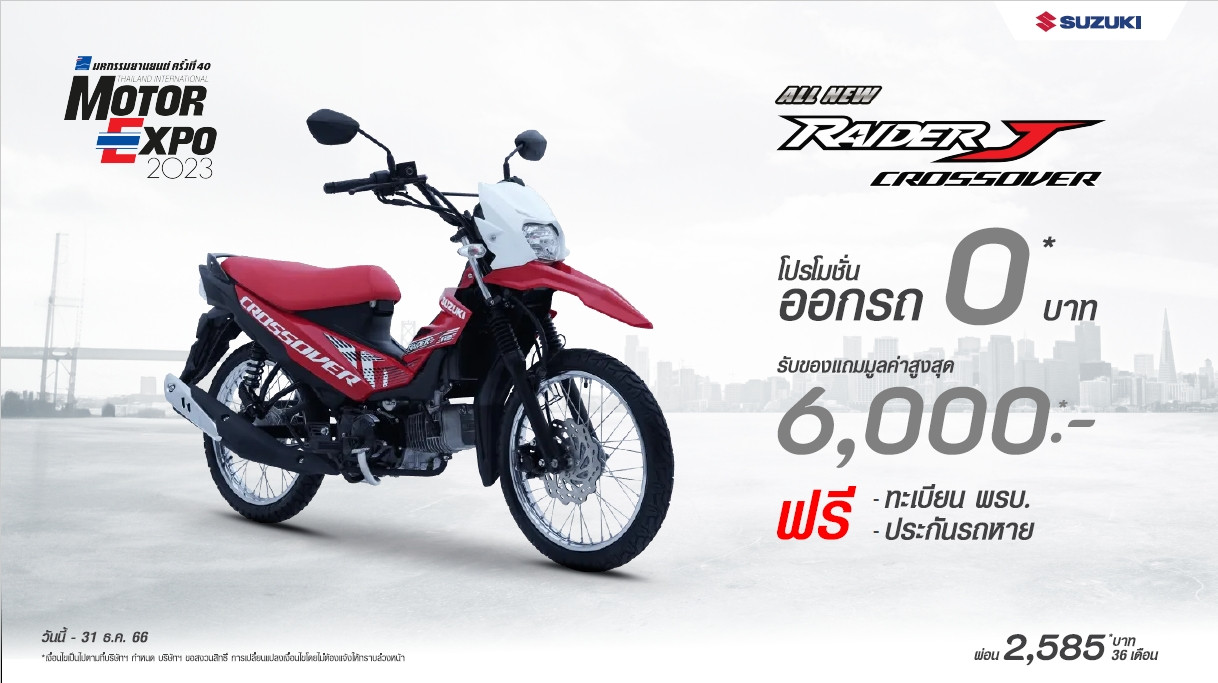 SUZUKI
มหกรรมยานยนต์ ครั้งที่ 40
THAILAND INTERNATIONAL
MOTOR
EXPO
2023
ALL NEW
RAIDER J
CROSSOVER
โปรโมชั่น
ออกรถ 0* บาท
รับของแถมมูลค่าสูงสุด
6,000.-*
ฟรี
- ทะเบียน พรบ.
- ประกันรถหาย
SUZUKI
CROSSOVER
วันนี้ - 31 ธ.ค. 66
*เงื่อนไขเป็นไปตามที่บริษัทฯ กำหนด บริษัทฯ ขอสงวนสิทธิ์ การเปลี่ยนแปลงเงื่อนไขโดยไม่ต้องแจ้งให้ทราบล่วงหน้า
ผ่อน 2,585*บาท
36 เดือน